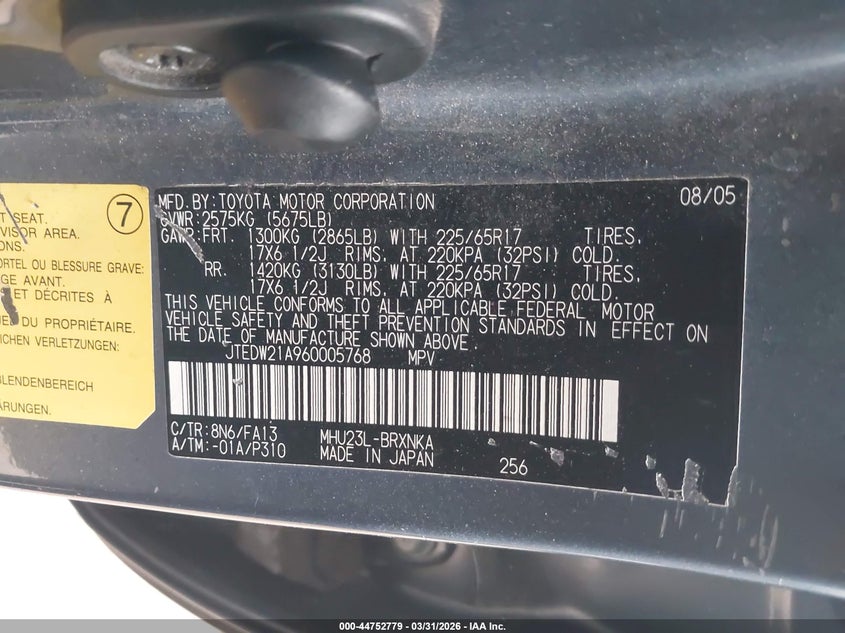 7
T SEAT.
VISOR AREA.
ONS.
ORTEL OU BLESSURE GRAVE:
GE AVANT.
ET DÉCRITES À
DU PROPRIÉTAIRE.
ICHEN VERLETZUNG:
LENDENBEREICH
ÄRUNGEN.
MFD.BY:TOYOTA MOTOR CORPORATION 08/05
GVWR:2575KG (5675LB)
GAWR:FRT. 1300KG (2865LB) WITH 225/65R17 TIRES,
17X6 1/2J RIMS, AT 220KPA (32PSI) COLD.
RR. 1420KG (3130LB) WITH 225/65R17 TIRES,
17X6 1/2J RIMS, AT 220KPA (32PSI) COLD.
THIS VEHICLE CONFORMS TO ALL APPLICABLE FEDERAL MOTOR
VEHICLE SAFETY AND THEFT PREVENTION STANDARDS IN EFFECT ON
THE DATE OF MANUFACTURE SHOWN ABOVE.
JTEDW21A960005768 MPV
C/TR:8N6/FA13 MHU23L-BRXNKA
A/TM:-01A/P310 MADE IN JAPAN 256
000-44752779 - 03/31/2026 - IAA Inc.